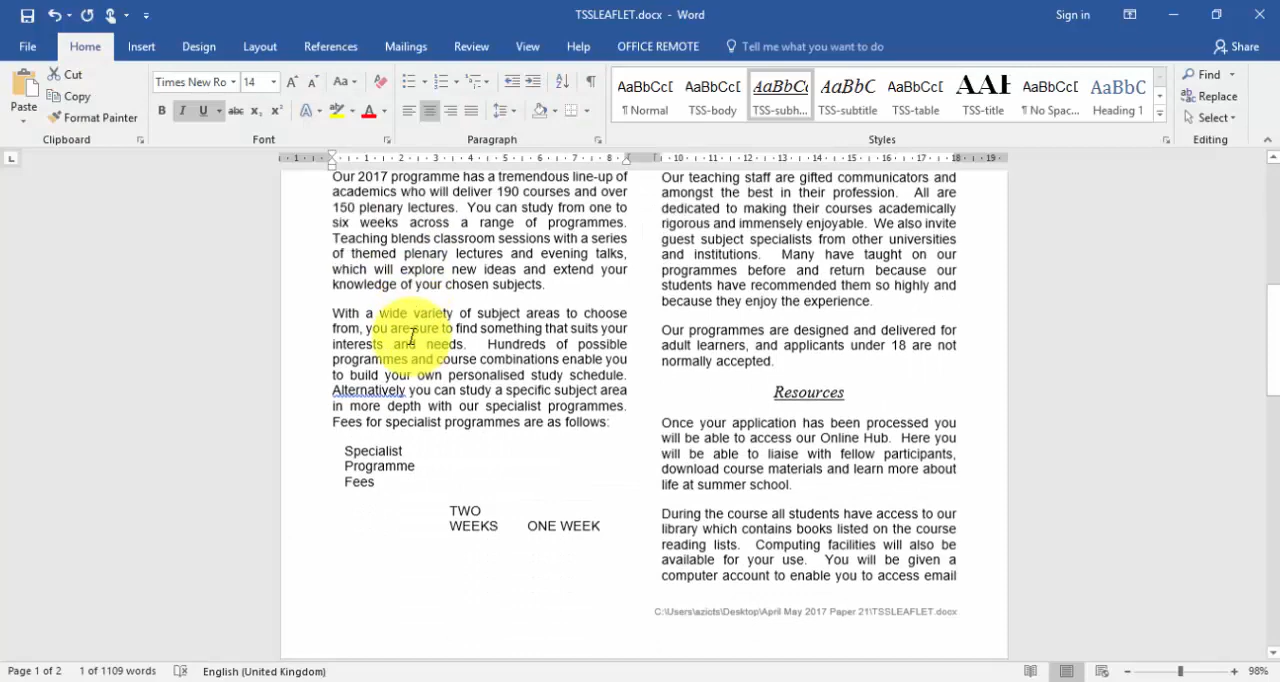 TSSLEAFLET.docx - Word
Sign in
File Home Insert Design Layout References Mailings Review View Help OFFICE REMOTE Tell me what you want to do Share
Paste
Cut
Copy
Format Painter
Clipboard
Times New Ro 14
Font
Paragraph
AaBbCcI AaBbCcI AaBbCc AaBbC AaBbCcI AAI AaBbCcI AaBbC
¶ Normal TSS-body TSS-subh... TSS-subtitle TSS-table TSS-title ¶ No Spac... Heading 1
Styles
Find
Replace
Select
Editing
Our 2017 programme has a tremendous line-up of
academics who will deliver 190 courses and over
150 plenary lectures. You can study from one to
six weeks across a range of programmes.
Teaching blends classroom sessions with a series
of themed plenary lectures and evening talks,
which will explore new ideas and extend your
knowledge of your chosen subjects.
With a wide variety of subject areas to choose
from, you are sure to find something that suits your
interests and needs. Hundreds of possible
programmes and course combinations enable you
to build your own personalised study schedule.
Alternatively you can study a specific subject area
in more depth with our specialist programmes.
Fees for specialist programmes are as follows:
Specialist
Programme
Fees
TWO
WEEKS ONE WEEK
Our teaching staff are gifted communicators and
amongst the best in their profession. All are
dedicated to making their courses academically
rigorous and immensely enjoyable. We also invite
guest subject specialists from other universities
and institutions. Many have taught on our
programmes before and return because our
students have recommended them so highly and
because they enjoy the experience.
Our programmes are designed and delivered for
adult learners, and applicants under 18 are not
normally accepted.
Resources
Once your application has been processed you
will be able to access our Online Hub. Here you
will be able to liaise with fellow participants,
download course materials and learn more about
life at summer school.
During the course all students have access to our
library which contains books listed on the course
reading lists. Computing facilities will also be
available for your use. You will be given a
computer account to enable you to access email
C:\Users\azicts\Desktop\April May 2017 Paper 21\TSSLEAFLET.docx
Page 1 of 2 1 of 1109 words English (United Kingdom) 98%